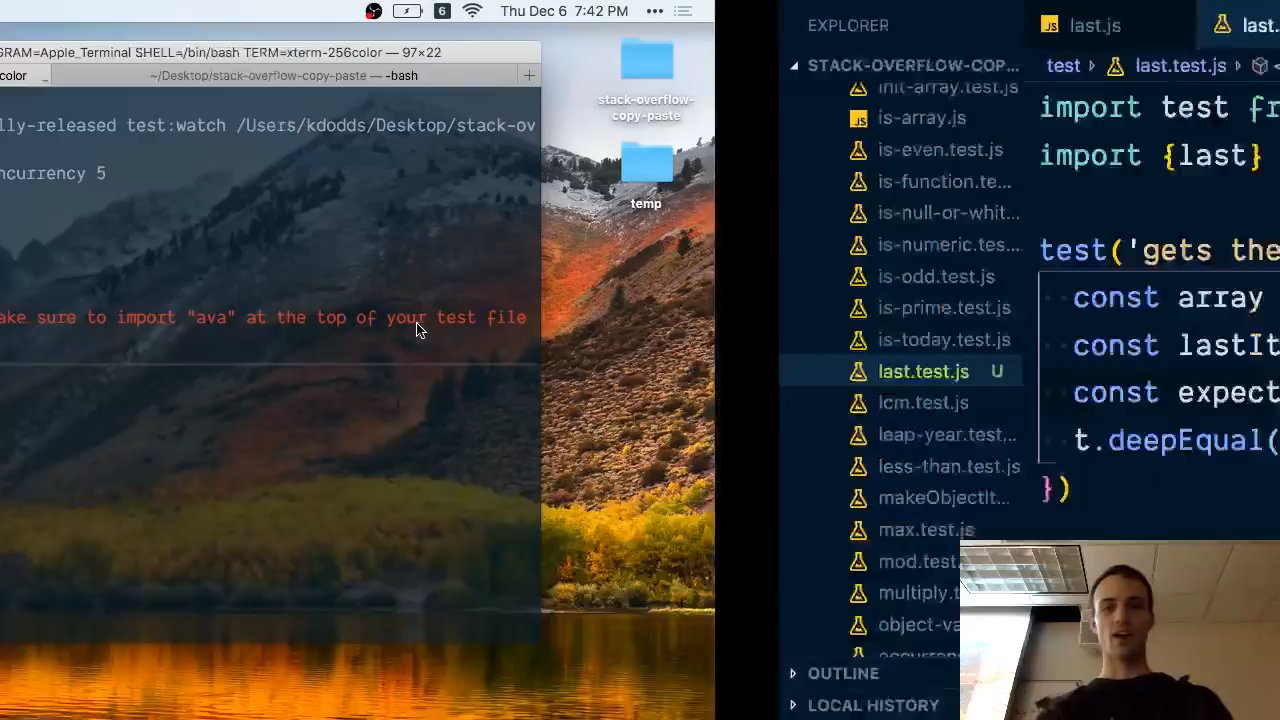 6
Thu Dec 6 7:42 PM
GRAM=Apple_Terminal SHELL=/bin/bash TERM=xterm-256color — 97×22
color
~/Desktop/stack-overflow-copy-paste — -bash
lly-released test:watch /Users/kdodds/Desktop/stack-ov
ncurrency 5
ake sure to import "ava" at the top of your test file
stack-overflow-
copy-paste
temp
EXPLORER
STACK-OVERFLOW-COP...
init-array.test.js
JS is-array.js
is-even.test.js
is-function.te...
is-null-or-whit...
is-numeric.tes...
is-odd.test.js
is-prime.test.js
is-today.test.js
last.test.js U
lcm.test.js
leap-year.test...
less-than.test.js
makeObjectIt...
max.test.js
mod.test.
multiply.t
object-va
occurren
OUTLINE
LOCAL HISTORY
JS last.js
last.
test last.test.js
import test fr
import {last}
test('gets the
const array
const lastIt
const expect
t.deepEqual(
})